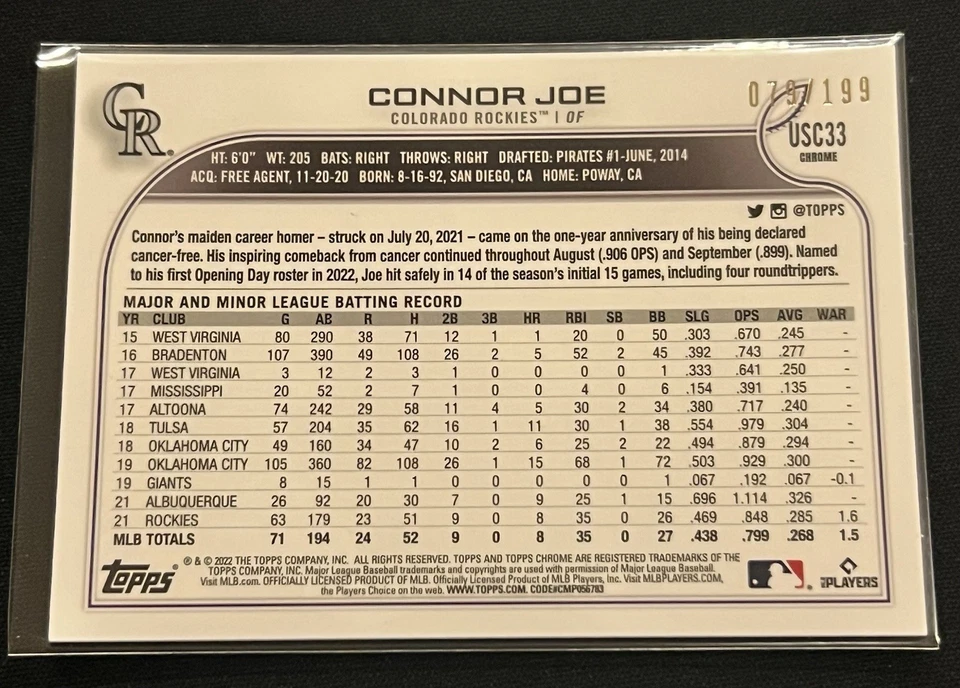 CR
CONNOR JOE
COLORADO ROCKIES™ | OF
079/199
USC33
CHROME
HT: 6'0" WT: 205 BATS: RIGHT THROWS: RIGHT DRAFTED: PIRATES #1-JUNE, 2014
ACQ: FREE AGENT, 11-20-20 BORN: 8-16-92, SAN DIEGO, CA HOME: POWAY, CA
@TOPPS
Connor's maiden career homer – struck on July 20, 2021 – came on the one-year anniversary of his being declared
cancer-free. His inspiring comeback from cancer continued throughout August (.906 OPS) and September (.899). Named
to his first Opening Day roster in 2022, Joe hit safely in 14 of the season's initial 15 games, including four roundtrippers.
MAJOR AND MINOR LEAGUE BATTING RECORD
YR CLUB G AB R H 2B 3B HR RBI SB BB SLG OPS AVG WAR
15 WEST VIRGINIA 80 290 38 71 12 1 1 20 0 50 .303 .670 .245 -
16 BRADENTON 107 390 49 108 26 2 5 52 2 45 .392 .743 .277 -
17 WEST VIRGINIA 3 12 2 3 1 0 0 0 0 1 .333 .641 .250 -
17 MISSISSIPPI 20 52 2 7 1 0 0 4 0 6 .154 .391 .135 -
17 ALTOONA 74 242 29 58 11 4 5 30 2 34 .380 .717 .240 -
18 TULSA 57 204 35 62 16 1 11 30 1 38 .554 .979 .304 -
18 OKLAHOMA CITY 49 160 34 47 10 2 6 25 2 22 .494 .879 .294 -
19 OKLAHOMA CITY 105 360 82 108 26 1 15 68 1 72 .503 .929 .300 -
19 GIANTS 8 15 1 1 0 0 0 0 0 1 .067 .192 .067 -0.1
21 ALBUQUERQUE 26 92 20 30 7 0 9 25 1 15 .696 1.114 .326 -
21 ROCKIES 63 179 23 51 9 0 8 35 0 26 .469 .848 .285 1.6
MLB TOTALS 71 194 24 52 9 0 8 35 0 27 .438 .799 .268 1.5
Topps®
® & © 2022 THE TOPPS COMPANY, INC. ALL RIGHTS RESERVED. TOPPS AND TOPPS CHROME ARE REGISTERED TRADEMARKS OF THE
TOPPS COMPANY, INC. Major League Baseball trademarks and copyrights are used with permission of Major League Baseball.
Visit MLB.com. OFFICIALLY LICENSED PRODUCT OF MLB. Officially Licensed Product of MLB Players, Inc. Visit MLBPLAYERS.COM,
the Players Choice on the web. WWW.TOPPS.COM. CODE#CMP056783
PLAYERS